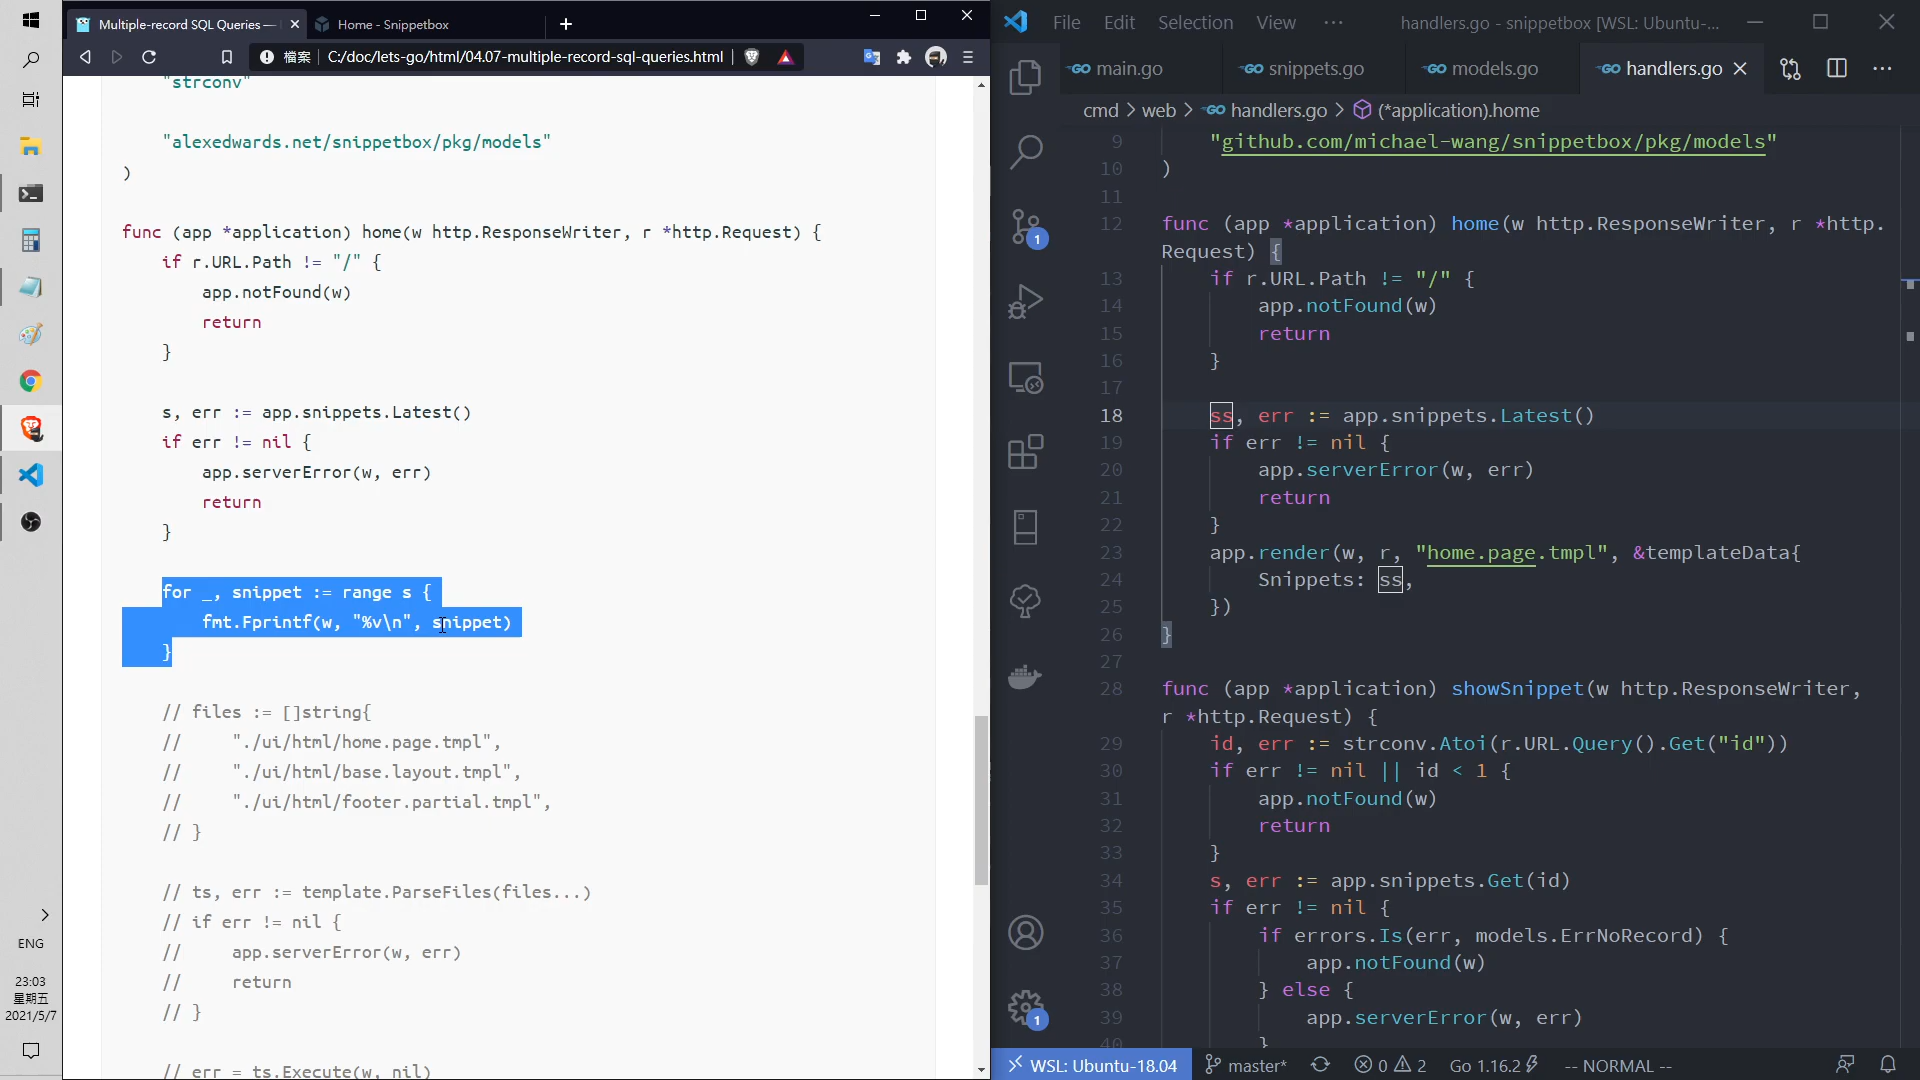 Multiple-record SQL Queries —
Home - Snippetbox
檔案
C:/doc/lets-go/html/04.07-multiple-record-sql-queries.html
"strconv"
"alexedwards.net/snippetbox/pkg/models"
)
func (app *application) home(w http.ResponseWriter, r *http.Request) {
if r.URL.Path != "/" {
app.notFound(w)
return
}
s, err := app.snippets.Latest()
if err != nil {
app.serverError(w, err)
return
}
for _, snippet := range s {
fmt.Fprintf(w, "%v\n", snippet)
}
// files := []string{
//     "./ui/html/home.page.tmpl",
//     "./ui/html/base.layout.tmpl",
//     "./ui/html/footer.partial.tmpl",
// }
// ts, err := template.ParseFiles(files...)
// if err != nil {
//     app.serverError(w, err)
//     return
// }
// err = ts.Execute(w, nil)
ENG
23:03
星期五
2021/5/7
File Edit Selection View ···
handlers.go - snippetbox [WSL: Ubuntu-...
main.go
snippets.go
models.go
handlers.go
cmd > web > handlers.go > (*application).home
9 "github.com/michael-wang/snippetbox/pkg/models"
10 )
11
12 func (app *application) home(w http.ResponseWriter, r *http.
Request) {
13 if r.URL.Path != "/" {
14 app.notFound(w)
15 return
16 }
17
18 ss, err := app.snippets.Latest()
19 if err != nil {
20 app.serverError(w, err)
21 return
22 }
23 app.render(w, r, "home.page.tmpl", &templateData{
24 Snippets: ss,
25 })
26 }
27
28 func (app *application) showSnippet(w http.ResponseWriter,
r *http.Request) {
29 id, err := strconv.Atoi(r.URL.Query().Get("id"))
30 if err != nil || id < 1 {
31 app.notFound(w)
32 return
33 }
34 s, err := app.snippets.Get(id)
35 if err != nil {
36 if errors.Is(err, models.ErrNoRecord) {
37 app.notFound(w)
38 } else {
39 app.serverError(w, err)
40 }
1
1
WSL: Ubuntu-18.04 master* 0 2 Go 1.16.2 -- NORMAL --